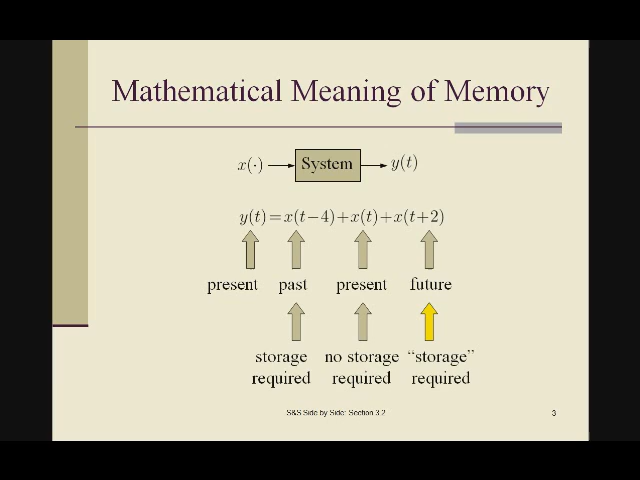 Mathematical Meaning of Memory
x(·) System y(t)
y(t)=x(t−4)+x(t)+x(t+2)
present past present future
storage no storage “storage”
required required required
S&S Side by Side: Section 3.2 3